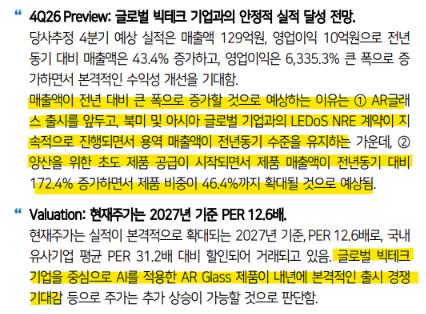 “ 4Q26 Preview: 글로벌 빅테크 기업과의 안정적 실적 달성 전망.
당사추정 4분기 예상 실적은 매출액 129억원, 영업이익 10억원으로 전년
동기 대비 매출액은 43.4% 증가하고, 영업이익은 6,335.3% 큰 폭으로 증
가하면서 본격적인 수익성 개선을 기대함.
매출액이 전년 대비 큰 폭으로 증가할 것으로 예상하는 이유는 ① AR글래
스 출시를 앞두고, 북미 및 아시아 글로벌 기업과의 LEDoS NRE 계약이 지
속적으로 진행되면서 용역 매출액이 전년동기 수준을 유지하는 가운데, ②
양산을 위한 초도 제품 공급이 시작되면서 제품 매출액이 전년동기 대비
172.4% 증가하면서 제품 비중이 46.4%까지 확대될 것으로 예상됨.
“ Valuation: 현재주가는 2027년 기준 PER 12.6배.
현재주가는 실적이 본격적으로 확대되는 2027년 기준, PER 12.6배로, 국내
유사기업 평균 PER 31.2배 대비 할인되어 거래되고 있음. 글로벌 빅테크
기업을 중심으로 AI를 적용한 AR Glass 제품이 내년에 본격적인 출시 경쟁
기대감 등으로 주가는 추가 상승이 가능할 것으로 판단함.